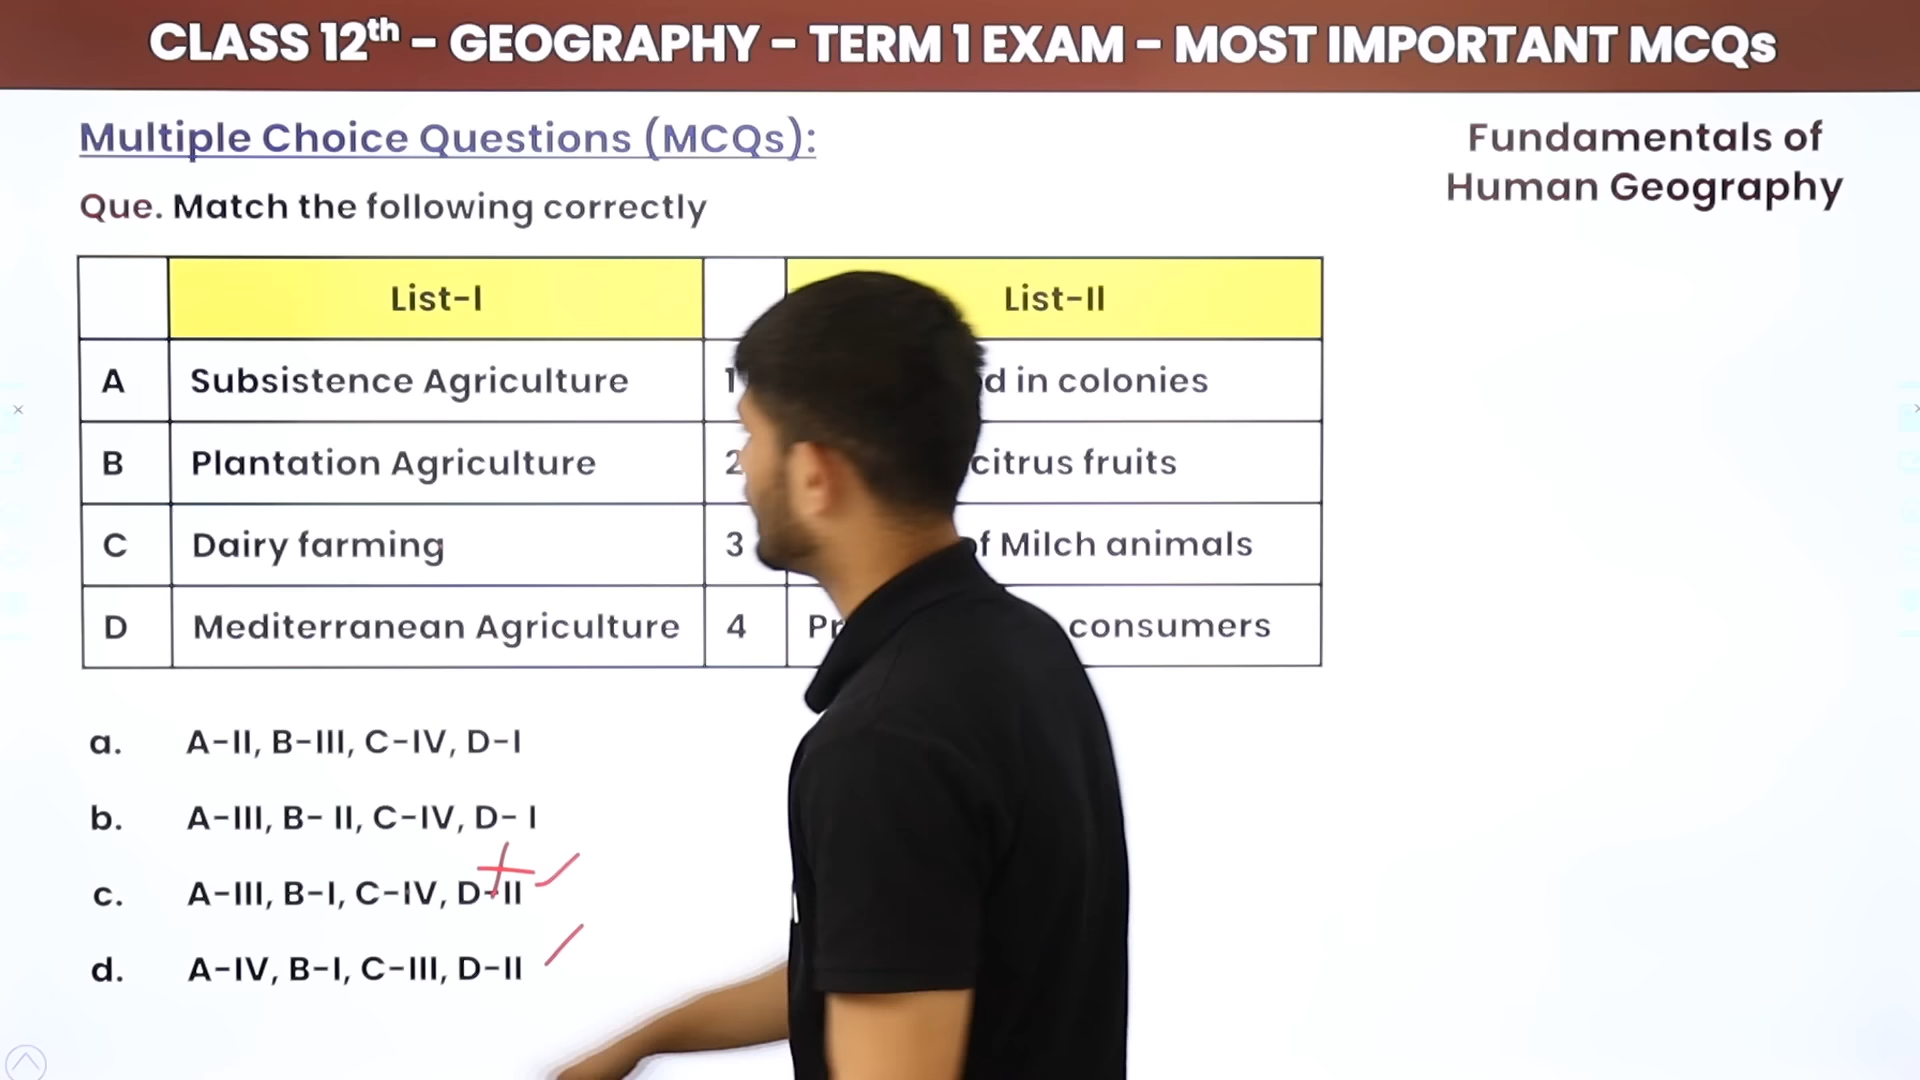 CLASS 12th - GEOGRAPHY - TERM 1 EXAM - MOST IMPORTANT MCQs
Multiple Choice Questions (MCQs):
Fundamentals of
Human Geography
Que. Match the following correctly
List-I List-II
A Subsistence Agriculture 1 in colonies
B Plantation Agriculture 2 citrus fruits
C Dairy farming 3 Milch animals
D Mediterranean Agriculture 4 consumers
a. A-II, B-III, C-IV, D-I
b. A-III, B- II, C-IV, D- I
c. A-III, B-I, C-IV, D-II
d. A-IV, B-I, C-III, D-II